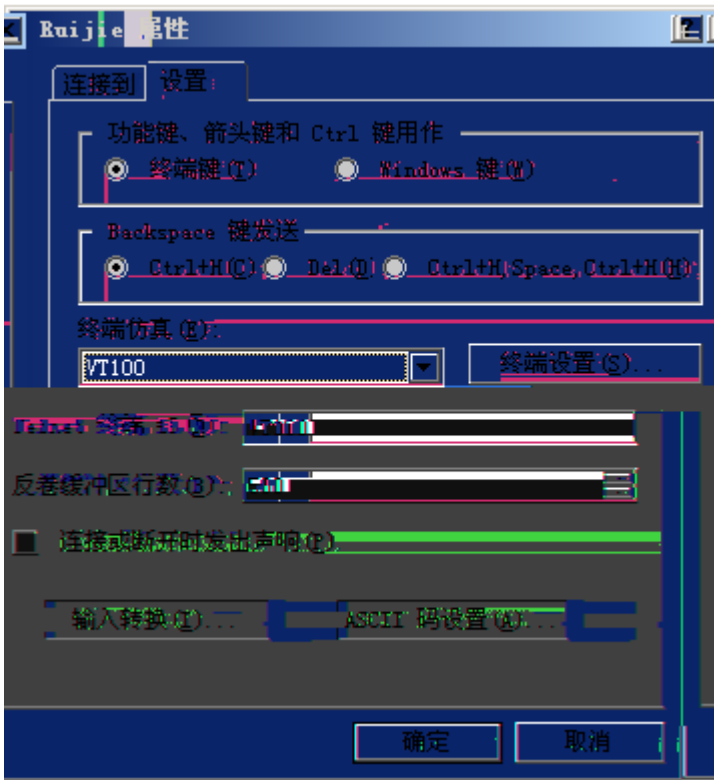 Ruijie 属性
连接到 设置
功能键、箭头键和 Ctrl 键用作
终端键(T) Windows 键(W)
Backspace 键发送
Ctrl+H(C) Del(D) Ctrl+H,Space,Ctrl+H(H)
终端仿真(E):
VT100 终端设置(S)...
Telnet 终端
反卷缓冲区行数(B):
连接或断开时发出声响(P)
输入转换(I)... ASCII 码设置(A)...
确定 取消